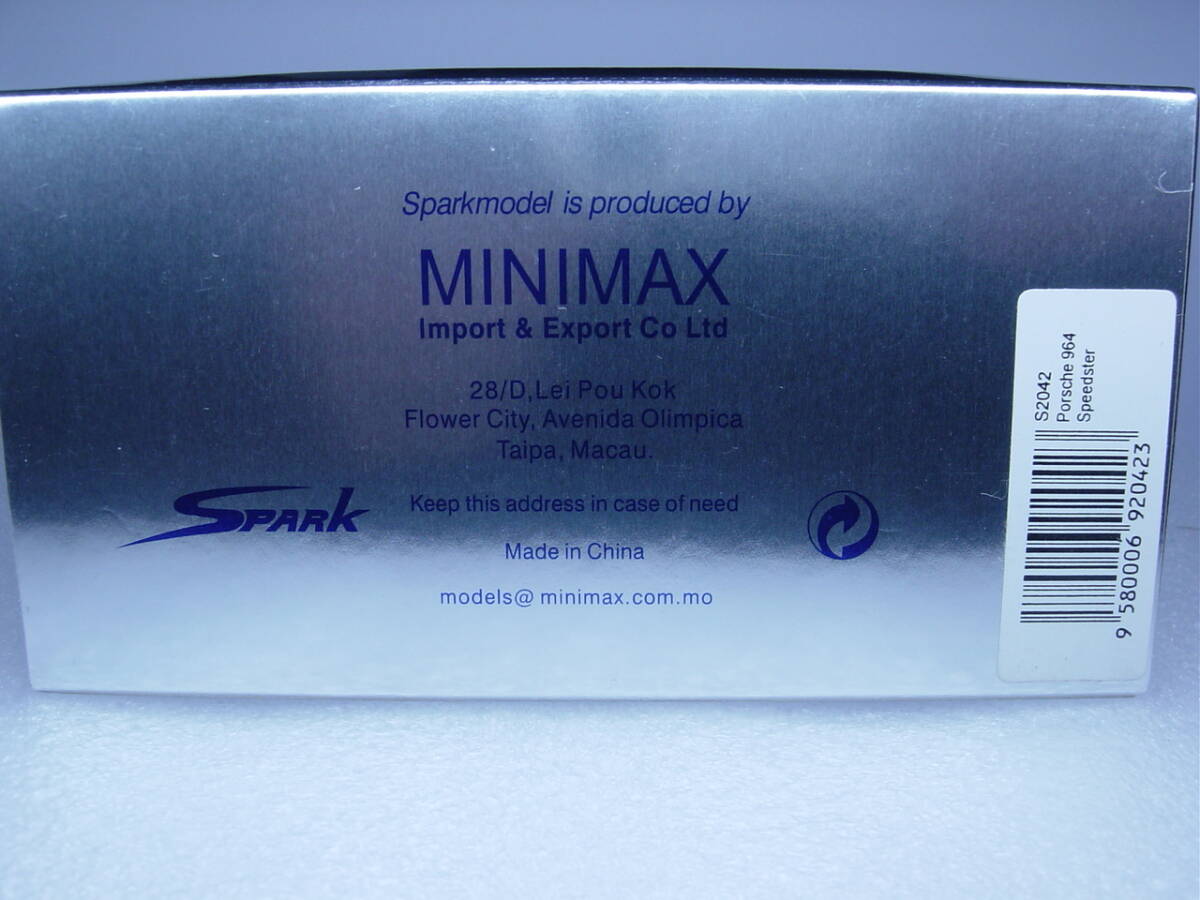 Sparkmodel is produced by
MINIMAX
Import & Export Co Ltd
28/D,Lei Pou Kok
Flower City, Avenida Olimpica
Taipa, Macau.
SPARK
Keep this address in case of need
Made in China
models@ minimax.com.mo
S2042
Porsche 964
Speedster
9 580006 920423